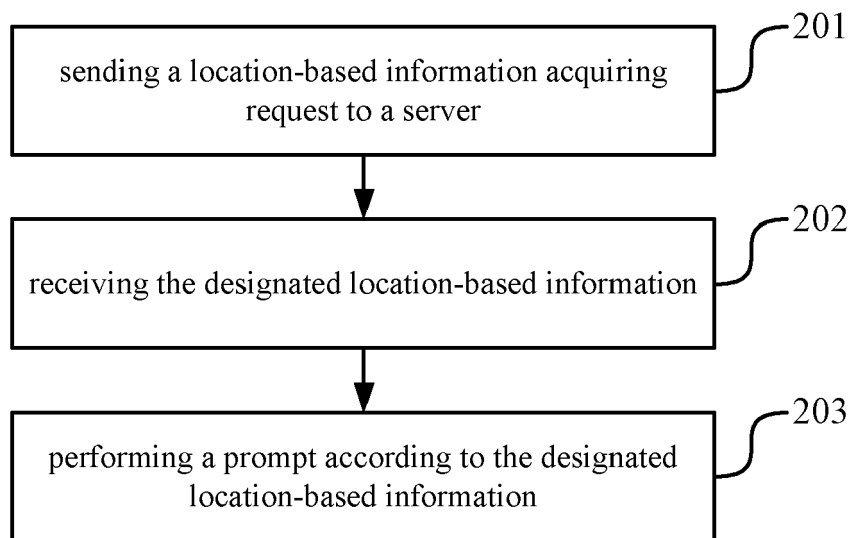 201
sending a location-based information acquiring
request to a server
202
receiving the designated location-based information
203
performing a prompt according to the designated
location-based information